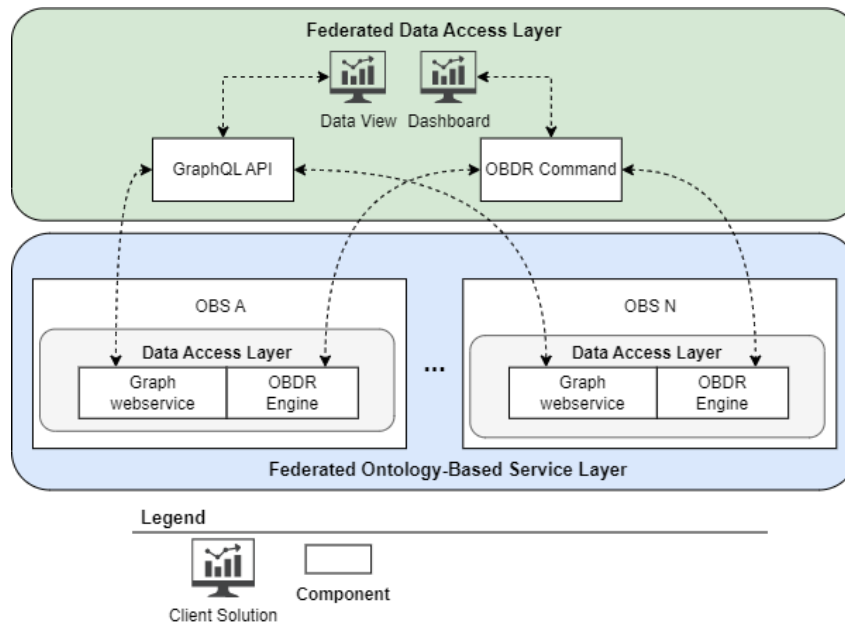 Federated Data Access Layer
Data View
Dashboard
GraphQL API
OBDR Command
OBS A
OBS N
Data Access Layer
Graph
webservice
OBDR
Engine
...
Data Access Layer
Graph
webservice
OBDR
Engine
Federated Ontology-Based Service Layer
Legend
Client Solution
Component